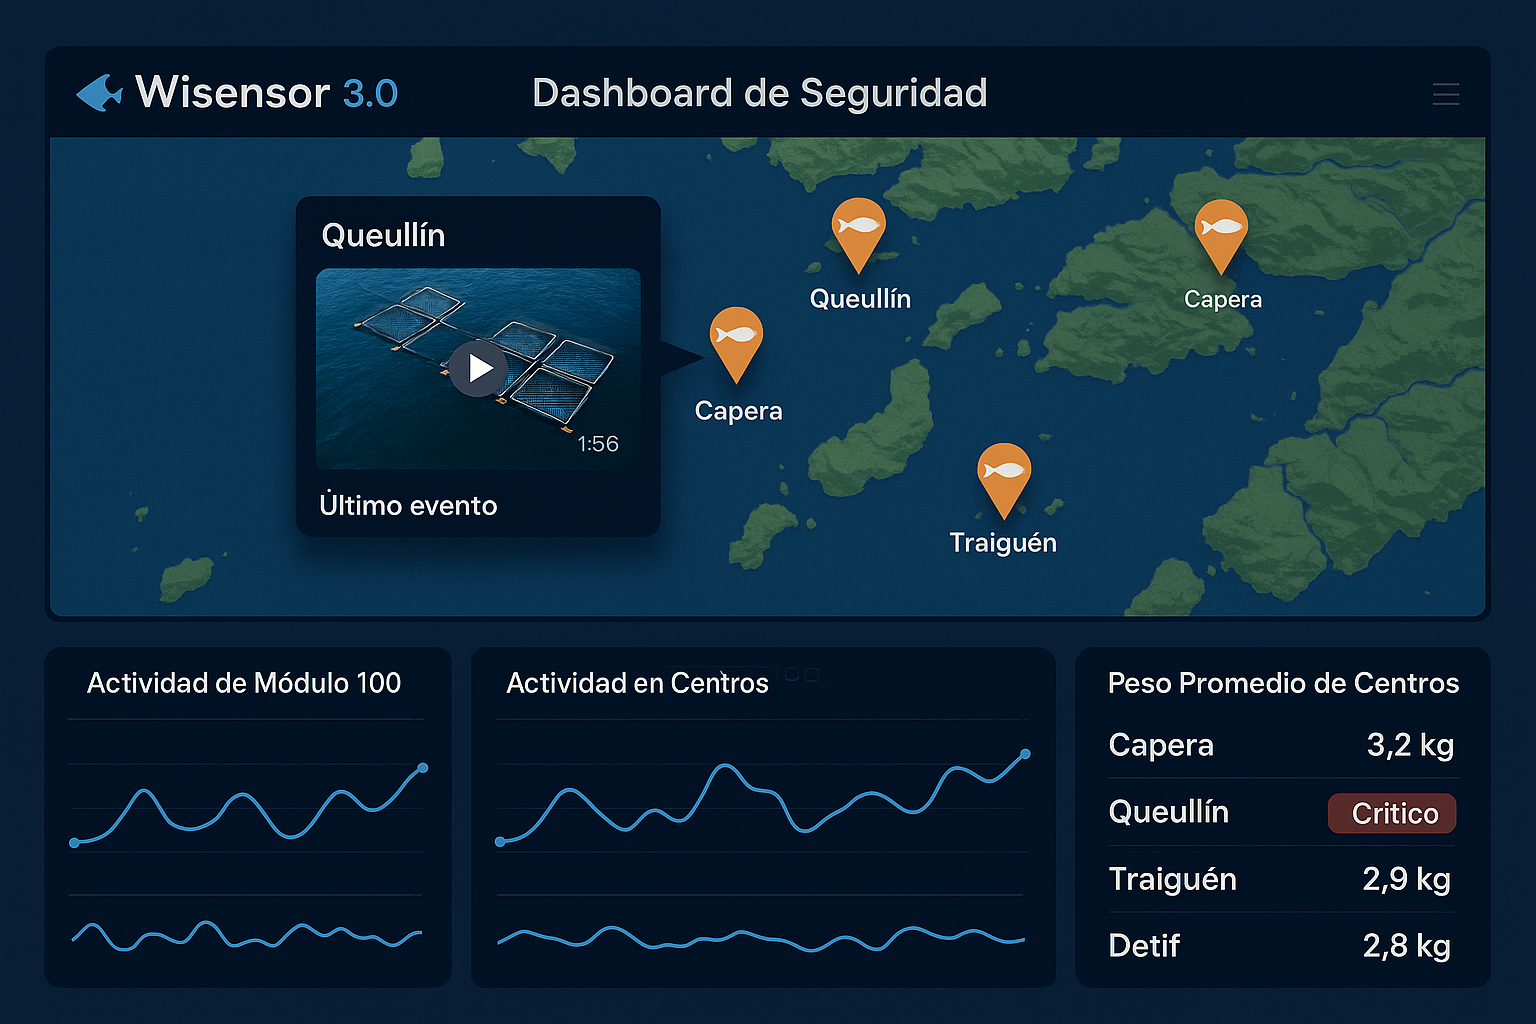 Wisensor 3.0
Dashboard de Seguridad
Queullín
1:56
Último evento
Queullín
Capera
Capera
Traiguén
Actividad de Módulo 100
Actividad en Centros
Peso Promedio de Centros
Capera 3,2 kg
Queullín Critico
Traiguén 2,9 kg
Detif 2,8 kg